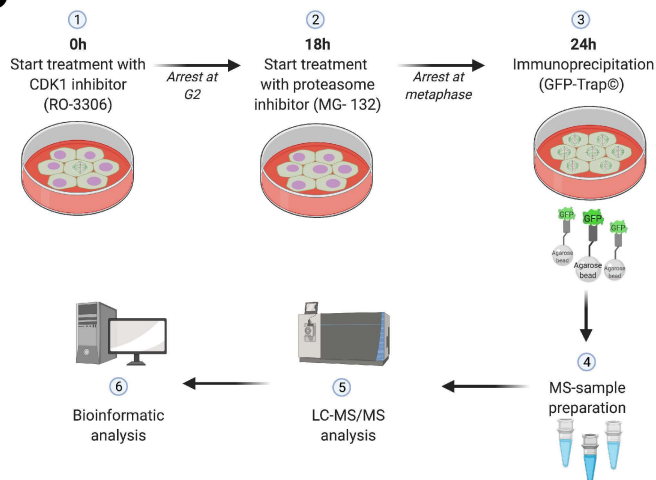 1
0h
Start treatment with
CDK1 inhibitor
(RO-3306)
Arrest at
G2
2
18h
Start treatment
with proteasome
inhibitor (MG- 132)
Arrest at
metaphase
3
24h
Immunoprecipitation
(GFP-Trap©)
GFP
GFP
GFP
Agarose
bead
Agarose
bead
Agarose
bead
4
MS-sample
preparation
5
LC-MS/MS
analysis
6
Bioinformatic
analysis